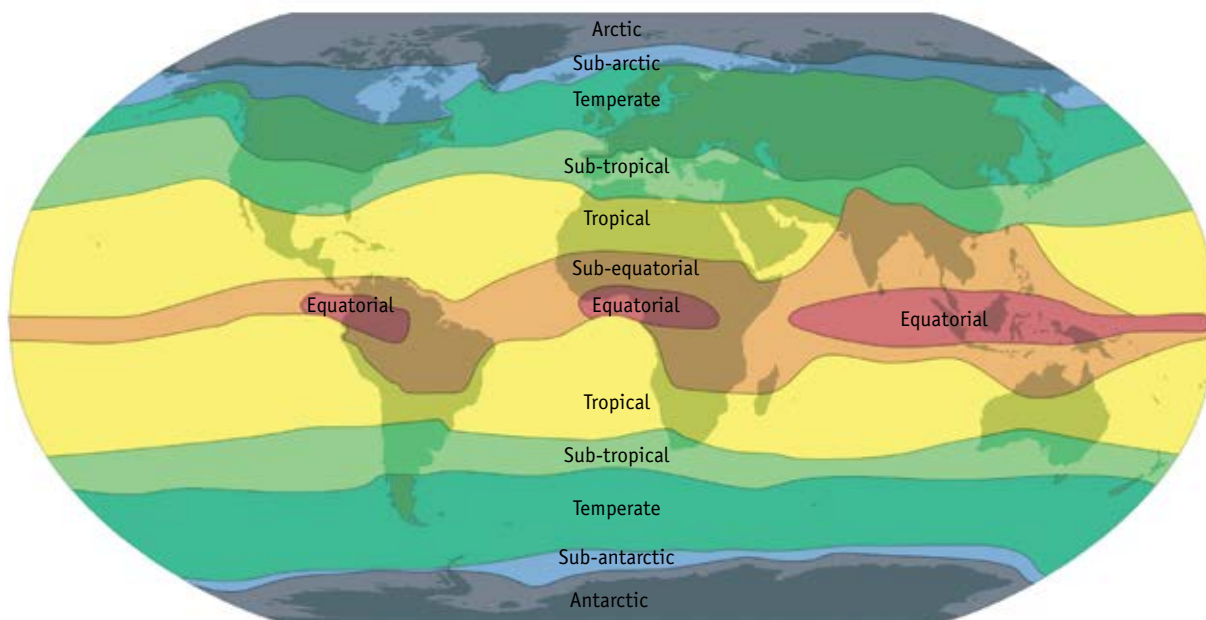 Arctic
Sub-arctic
Temperate
Sub-tropical
Tropical
Sub-equatorial
Equatorial
Equatorial
Equatorial
Tropical
Sub-tropical
Temperate
Sub-antarctic
Antarctic